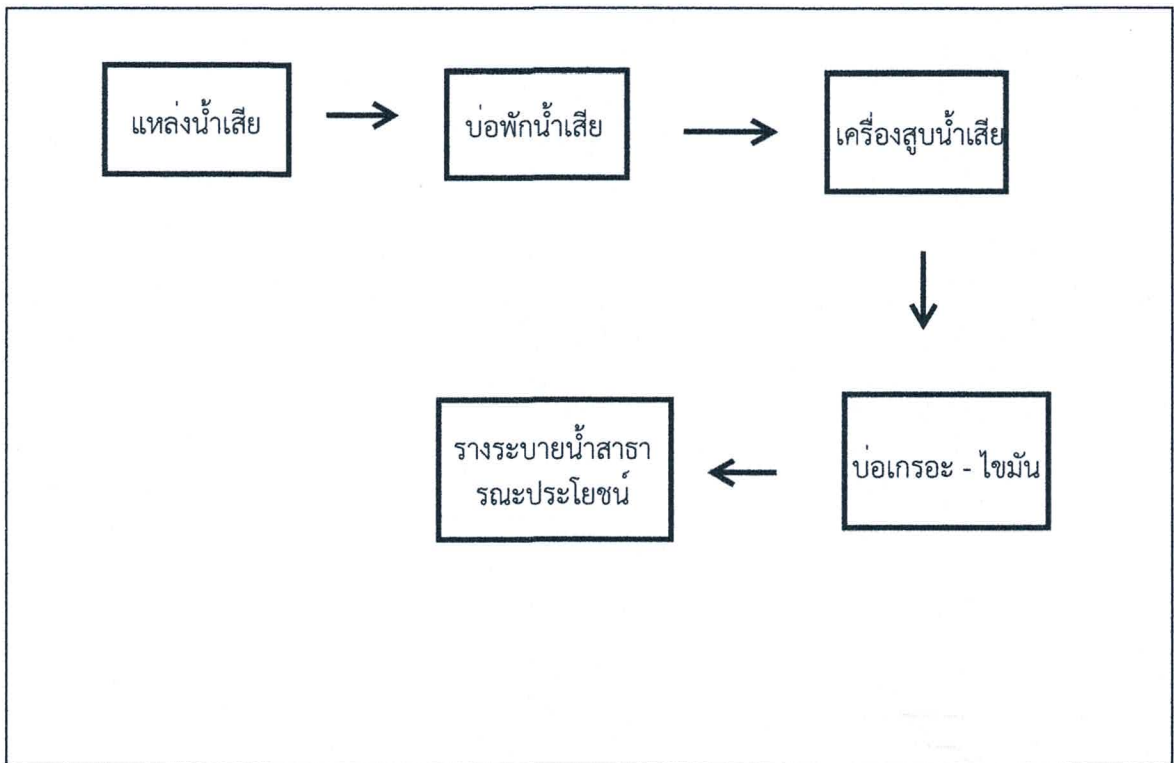 แหล่งน้ำเสีย
บ่อพักน้ำเสีย
เครื่องสูบน้ำเสีย
บ่อเกรอะ - ไขมัน
รางระบายน้ำสาธา
รณะประโยชน์